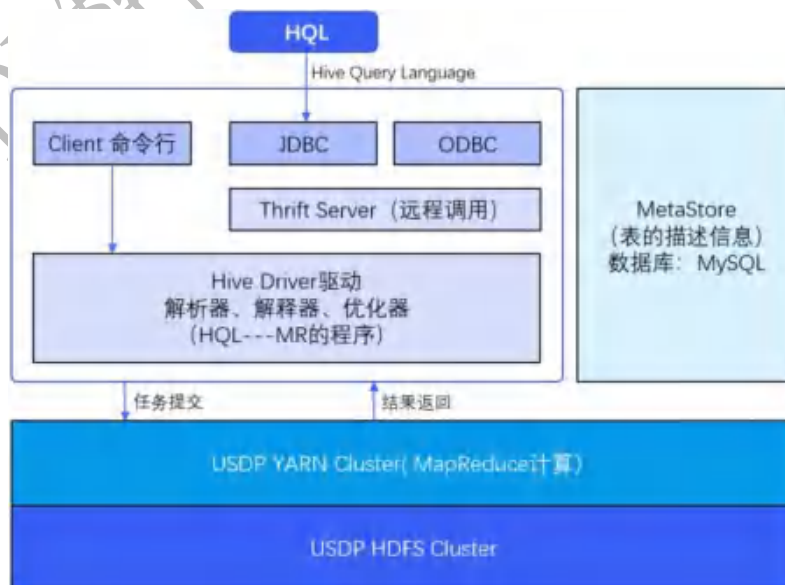 HQL
Hive Query Language
Client 命令行
JDBC
ODBC
Thrift Server（远程调用）
MetaStore
（表的描述信息）
数据库：MySQL
Hive Driver驱动
解析器、解释器、优化器
（HQL---MR的程序）
任务提交
结果返回
USDP YARN Cluster( MapReduce计算）
USDP HDFS Cluster